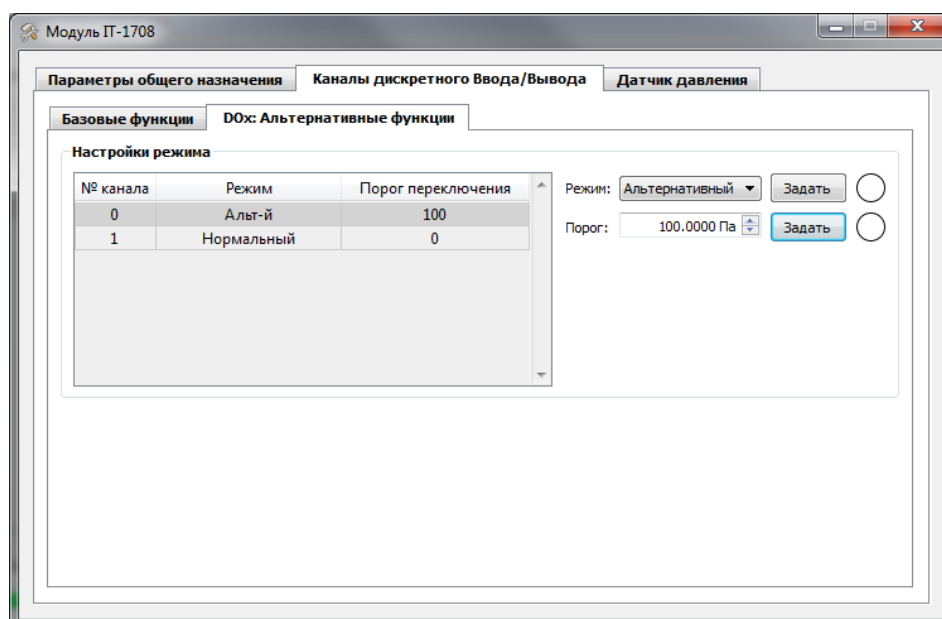 Модуль IT-1708
Параметры общего назначения Каналы дискретного Ввода/Вывода Датчик давления
Базовые функции DOx: Альтернативные функции
Настройки режима
№ канала Режим Порог переключения
0 Альт-й 100
1 Нормальный 0
Режим: Альтернативный Задать
Порог: 100.0000 Па Задать